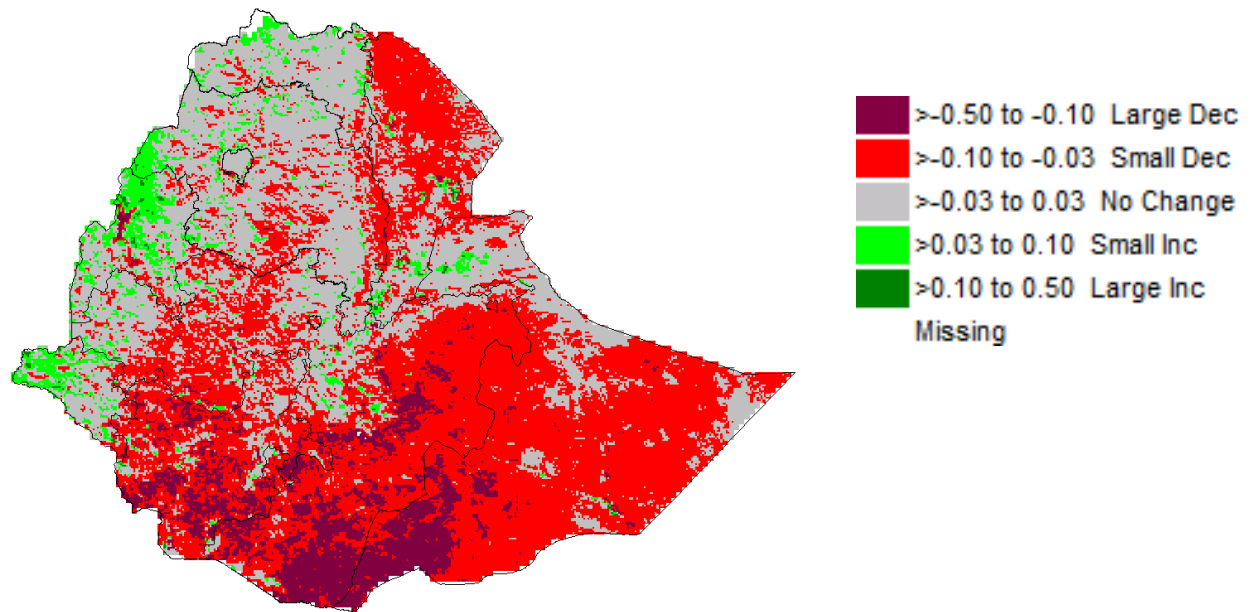 >-0.50 to -0.10 Large Dec
>-0.10 to -0.03 Small Dec
>-0.03 to 0.03 No Change
>0.03 to 0.10 Small Inc
>0.10 to 0.50 Large Inc
Missing